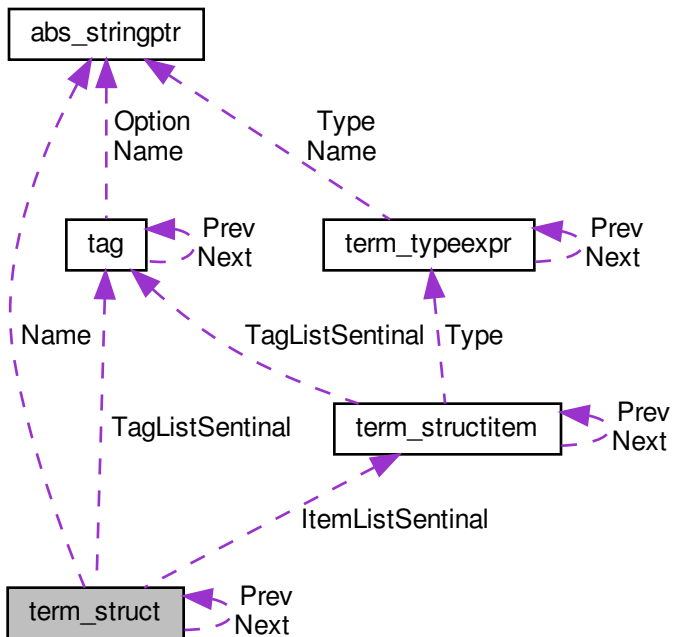 abs_stringptr
Option
Name
Type
Name
tag
Prev
Next
term_typeexpr
Prev
Next
Name
TagListSentinal
Type
TagListSentinal
term_structitem
Prev
Next
ItemListSentinal
term_struct
Prev
Next